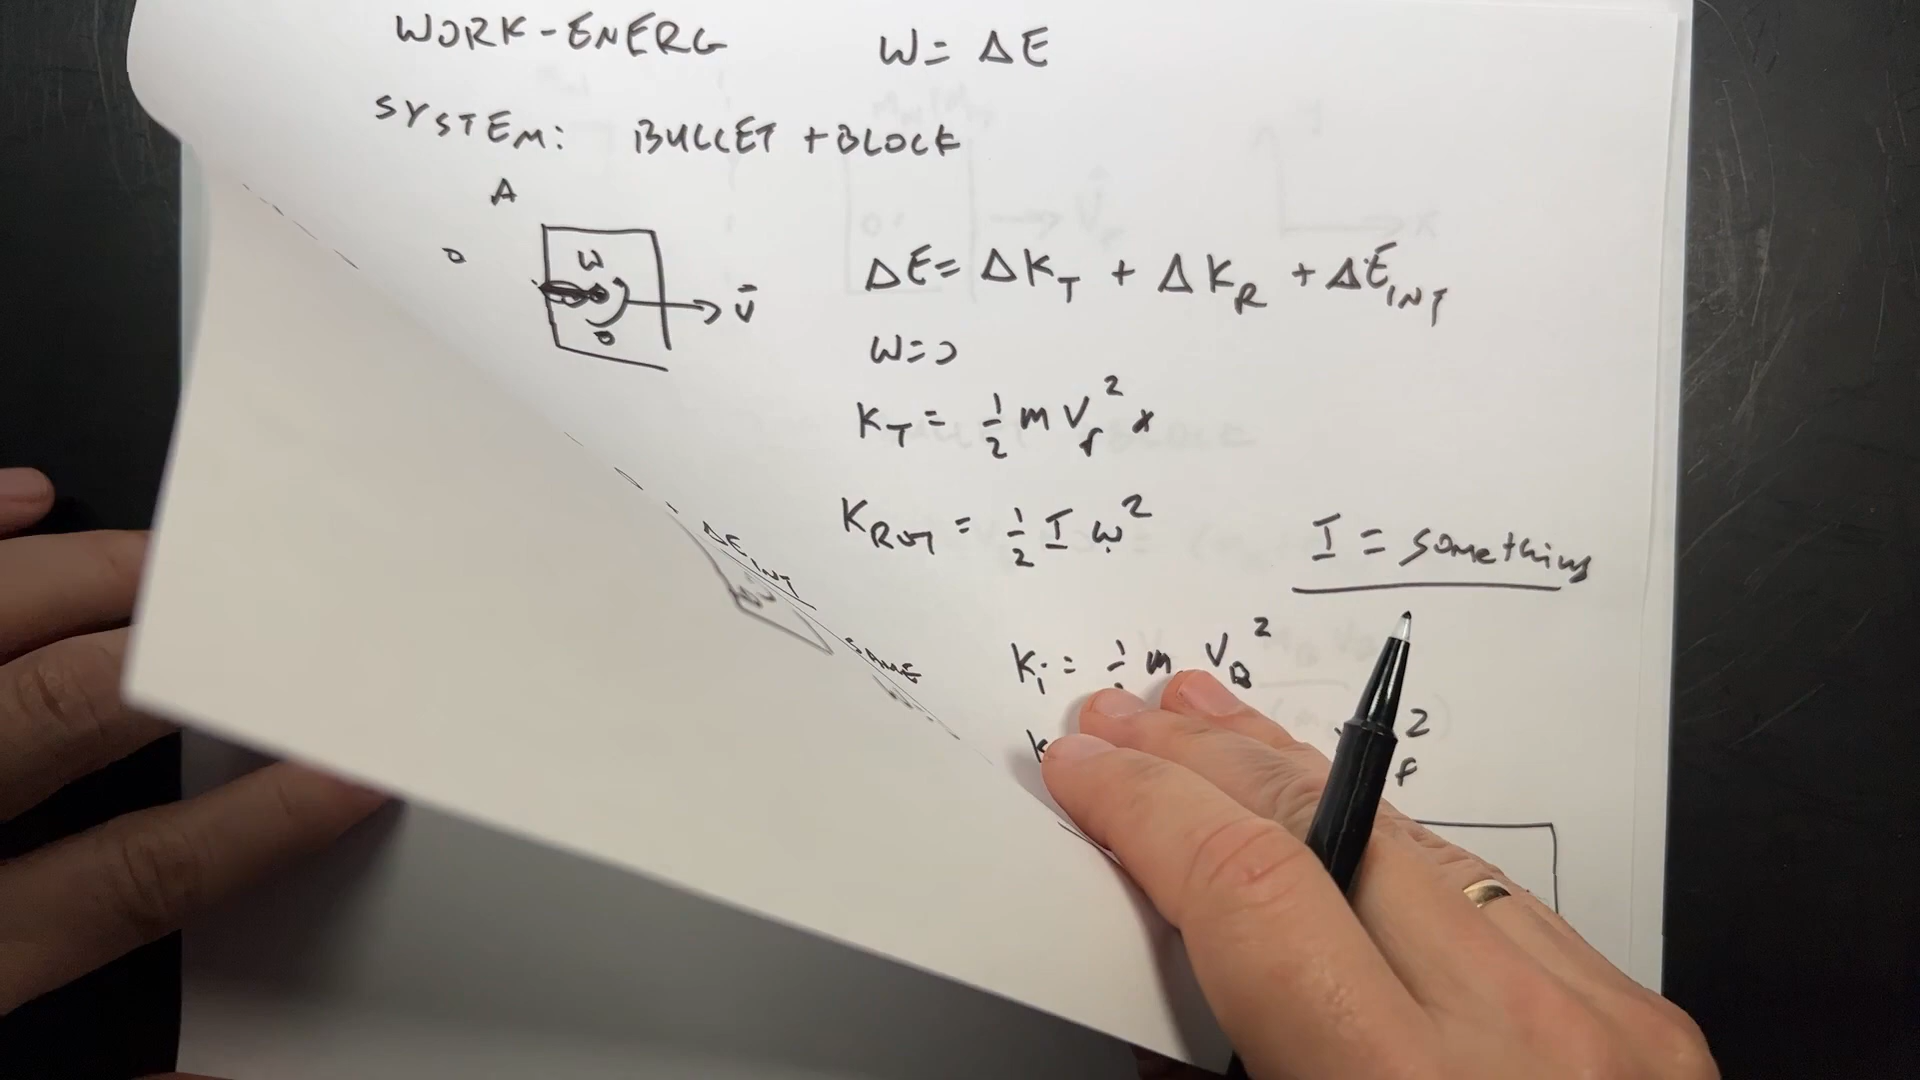 WORK-ENERG W = ΔE
SYSTEM: BULLET + BLOCK
A
ω
v⃗
ΔE = ΔK_T + ΔK_R + ΔE_INT
W = 0
K_T = ½ m v_f²
K_ROT = ½ I ω²
I = something
ΔE_INT
SAME
K_i = ½ m v_B²
K 2
f